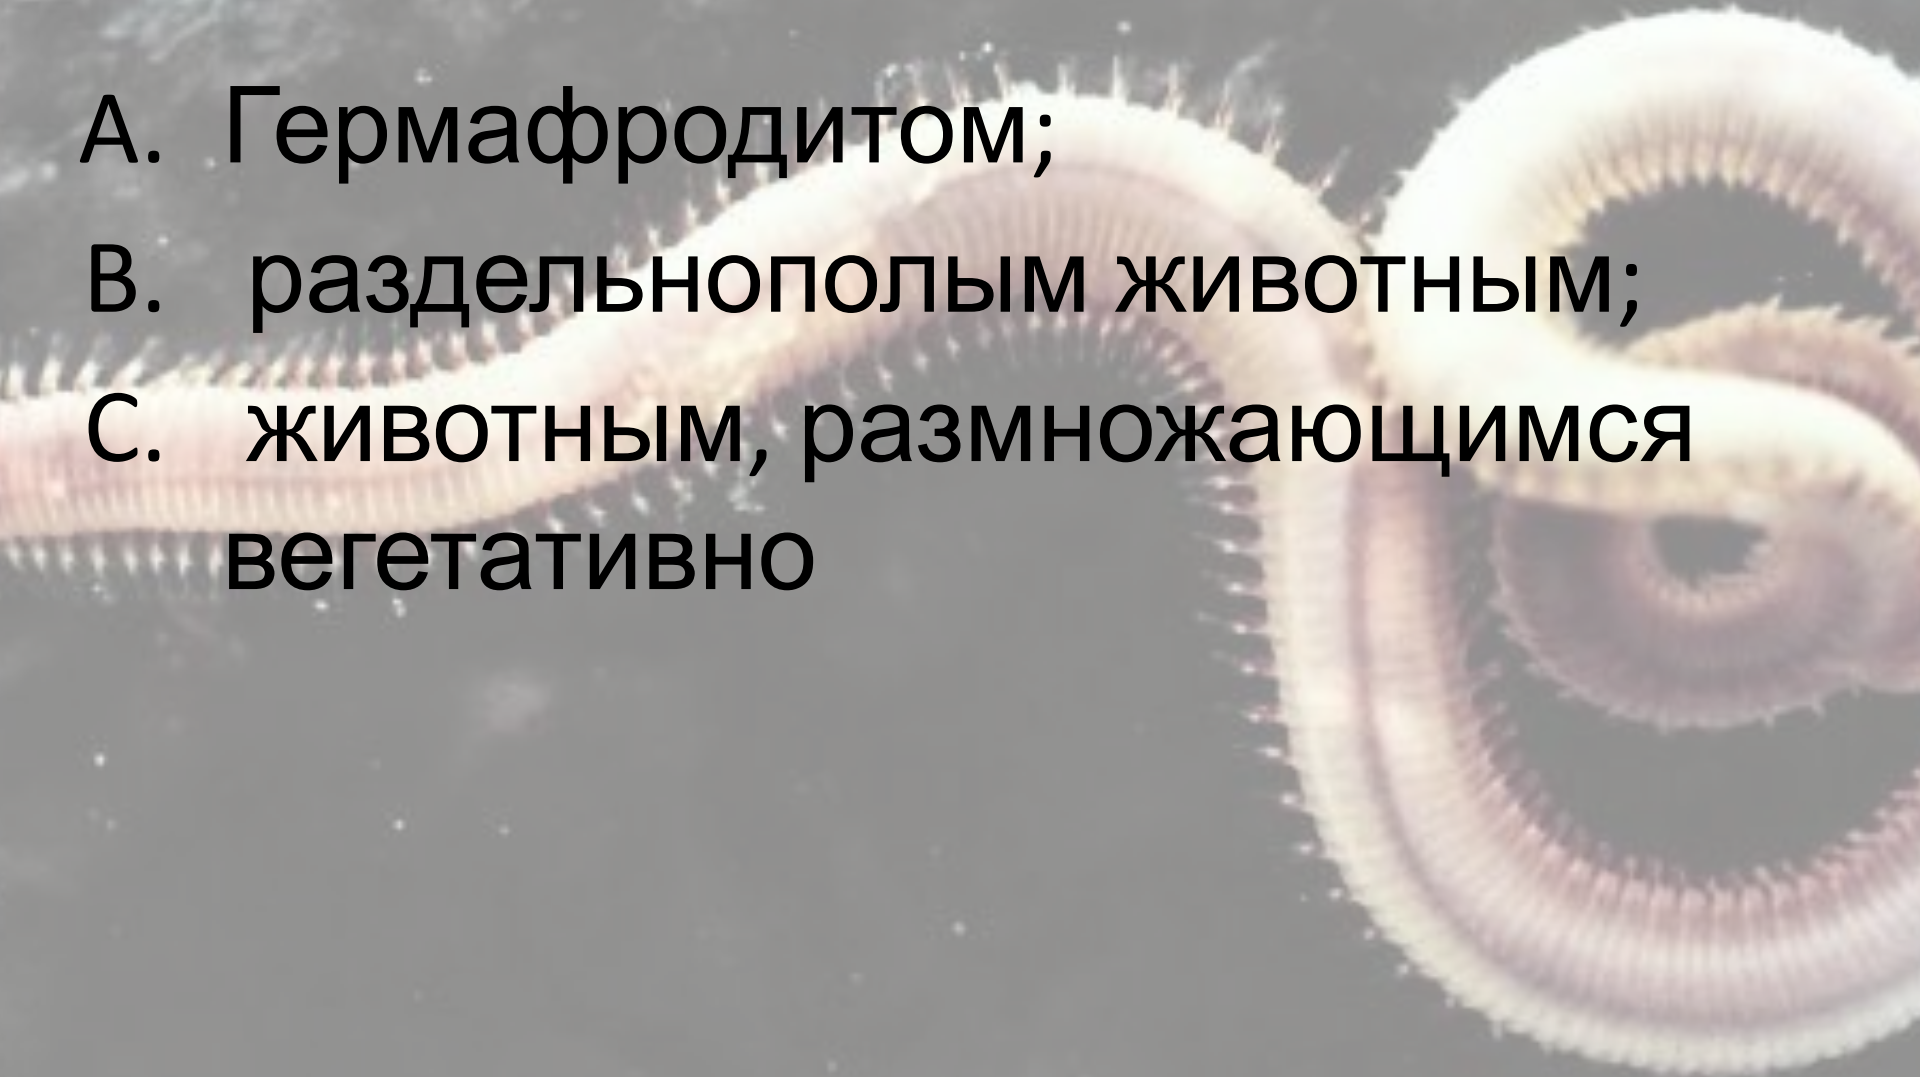 A. Гермафродитом;
B. раздельнополым животным;
C. животным, размножающимся
вегетативно